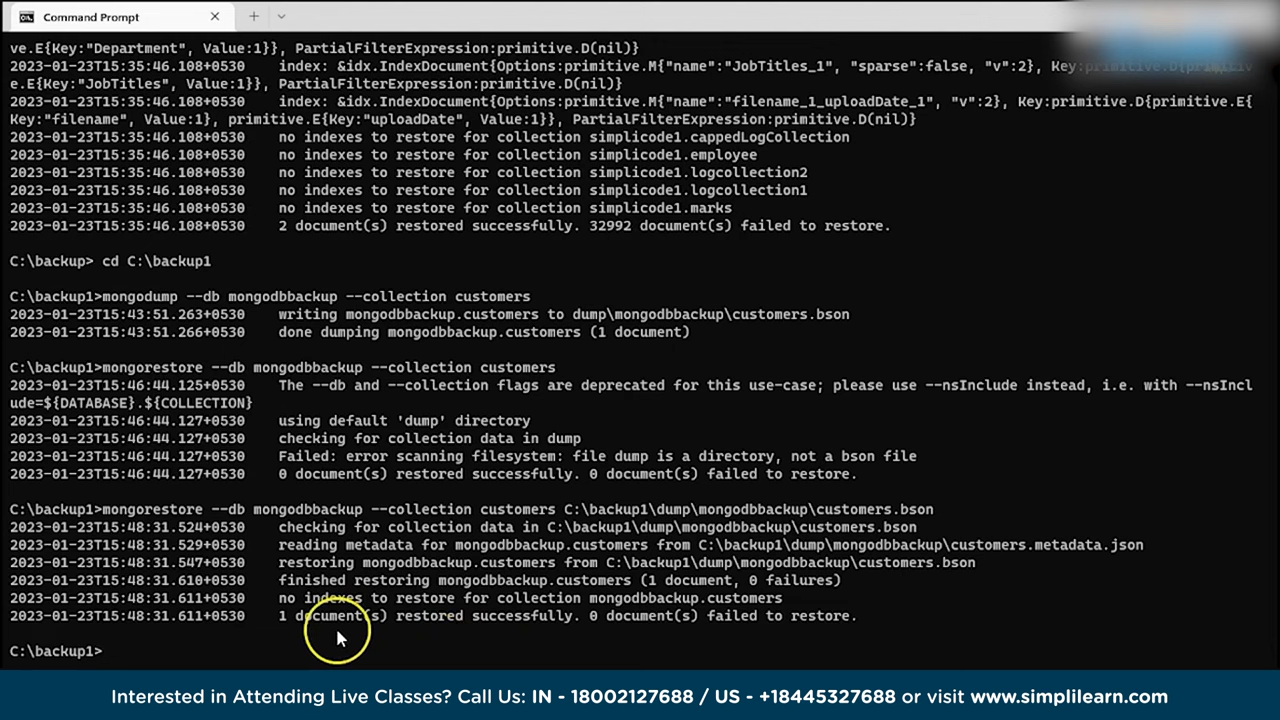 Command Prompt
ve.E{Key:"Department", Value:1}}, PartialFilterExpression:primitive.D(nil)}
2023-01-23T15:35:46.108+0530    index: &idx.IndexDocument{Options:primitive.M{"name":"JobTitles_1", "sparse":false, "v":2}, Key:primitive.D{primitiv
e.E{Key:"JobTitles", Value:1}}, PartialFilterExpression:primitive.D(nil)}
2023-01-23T15:35:46.108+0530    index: &idx.IndexDocument{Options:primitive.M{"name":"filename_1_uploadDate_1", "v":2}, Key:primitive.D{primitive.E{
Key:"filename", Value:1}, primitive.E{Key:"uploadDate", Value:1}}, PartialFilterExpression:primitive.D(nil)}
2023-01-23T15:35:46.108+0530    no indexes to restore for collection simplicode1.cappedLogCollection
2023-01-23T15:35:46.108+0530    no indexes to restore for collection simplicode1.employee
2023-01-23T15:35:46.108+0530    no indexes to restore for collection simplicode1.logcollection2
2023-01-23T15:35:46.108+0530    no indexes to restore for collection simplicode1.logcollection1
2023-01-23T15:35:46.108+0530    no indexes to restore for collection simplicode1.marks
2023-01-23T15:35:46.108+0530    2 document(s) restored successfully. 32992 document(s) failed to restore.
C:\backup> cd C:\backup1
C:\backup1>mongodump --db mongodbbackup --collection customers
2023-01-23T15:43:51.263+0530    writing mongodbbackup.customers to dump\mongodbbackup\customers.bson
2023-01-23T15:43:51.266+0530    done dumping mongodbbackup.customers (1 document)
C:\backup1>mongorestore --db mongodbbackup --collection customers
2023-01-23T15:46:44.125+0530    The --db and --collection flags are deprecated for this use-case; please use --nsInclude instead, i.e. with --nsIncl
ude=${DATABASE}.${COLLECTION}
2023-01-23T15:46:44.127+0530    using default 'dump' directory
2023-01-23T15:46:44.127+0530    checking for collection data in dump
2023-01-23T15:46:44.127+0530    Failed: error scanning filesystem: file dump is a directory, not a bson file
2023-01-23T15:46:44.127+0530    0 document(s) restored successfully. 0 document(s) failed to restore.
C:\backup1>mongorestore --db mongodbbackup --collection customers C:\backup1\dump\mongodbbackup\customers.bson
2023-01-23T15:48:31.524+0530    checking for collection data in C:\backup1\dump\mongodbbackup\customers.bson
2023-01-23T15:48:31.529+0530    reading metadata for mongodbbackup.customers from C:\backup1\dump\mongodbbackup\customers.metadata.json
2023-01-23T15:48:31.547+0530    restoring mongodbbackup.customers from C:\backup1\dump\mongodbbackup\customers.bson
2023-01-23T15:48:31.610+0530    finished restoring mongodbbackup.customers (1 document, 0 failures)
2023-01-23T15:48:31.611+0530    no indexes to restore for collection mongodbbackup.customers
2023-01-23T15:48:31.611+0530    1 document(s) restored successfully. 0 document(s) failed to restore.
C:\backup1>
Interested in Attending Live Classes? Call Us: IN - 18002127688 / US - +18445327688 or visit www.simplilearn.com